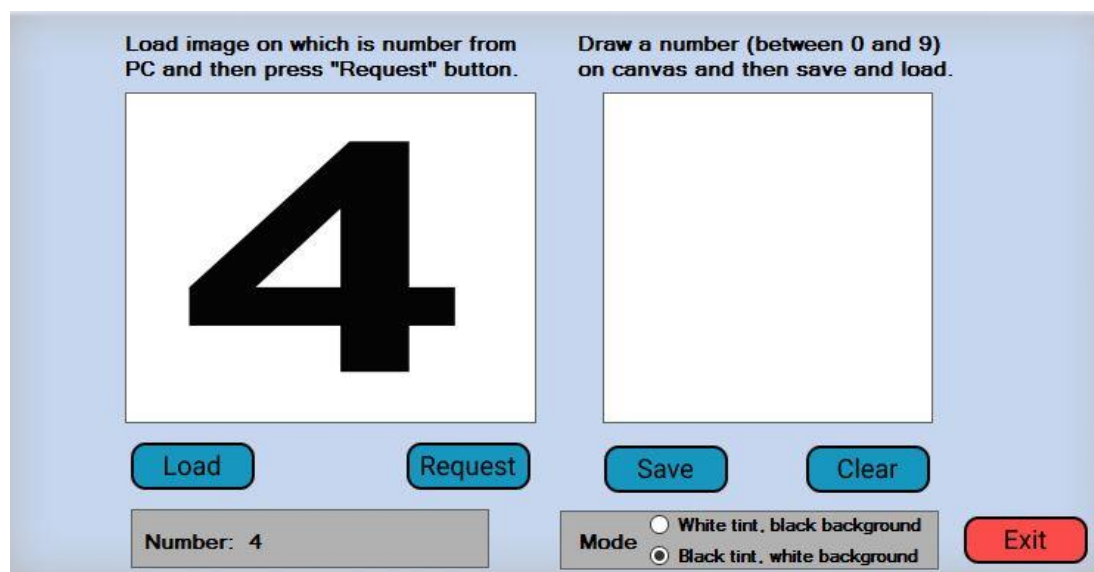 Load image on which is number from
PC and then press "Request" button.
Draw a number (between 0 and 9)
on canvas and then save and load.
4
Load
Request
Save
Clear
Number: 4
Mode
White tint, black background
Black tint, white background
Exit